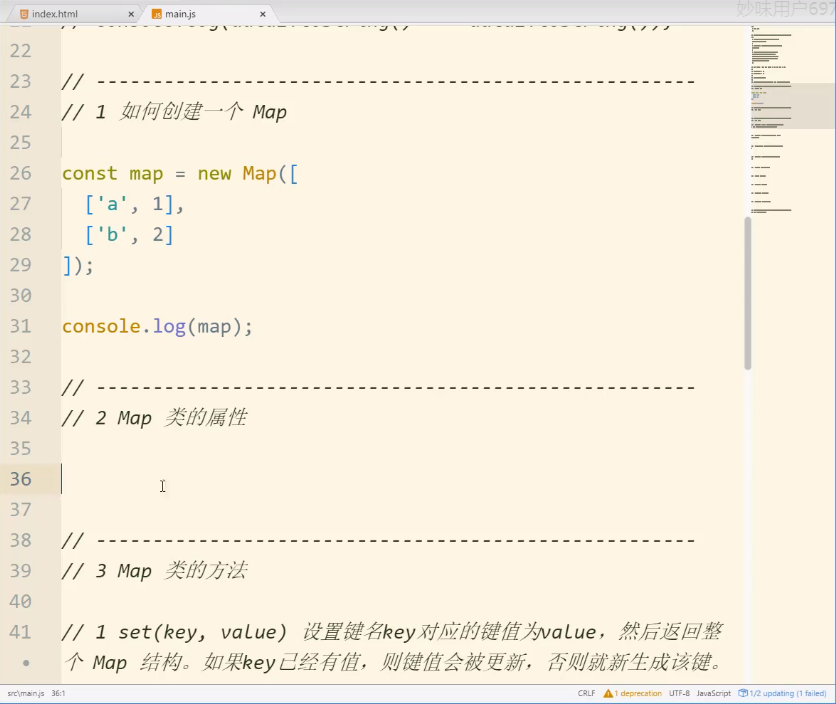 index.html
main.js
妙味用户697
22
23 // -----------------------------------------------------
24 // 1 如何创建一个 Map
25
26 const map = new Map([
27 ['a', 1],
28 ['b', 2]
29 ]);
30
31 console.log(map);
32
33 // -----------------------------------------------------
34 // 2 Map 类的属性
35
36
37
38 // -----------------------------------------------------
39 // 3 Map 类的方法
40
41 // 1 set(key, value) 设置键名key对应的键值为value，然后返回整
个 Map 结构。如果key已经有值，则键值会被更新，否则就新生成该键。
src\main.js 36:1 CRLF 1 deprecation UTF-8 JavaScript 1/2 updating (1 failed)